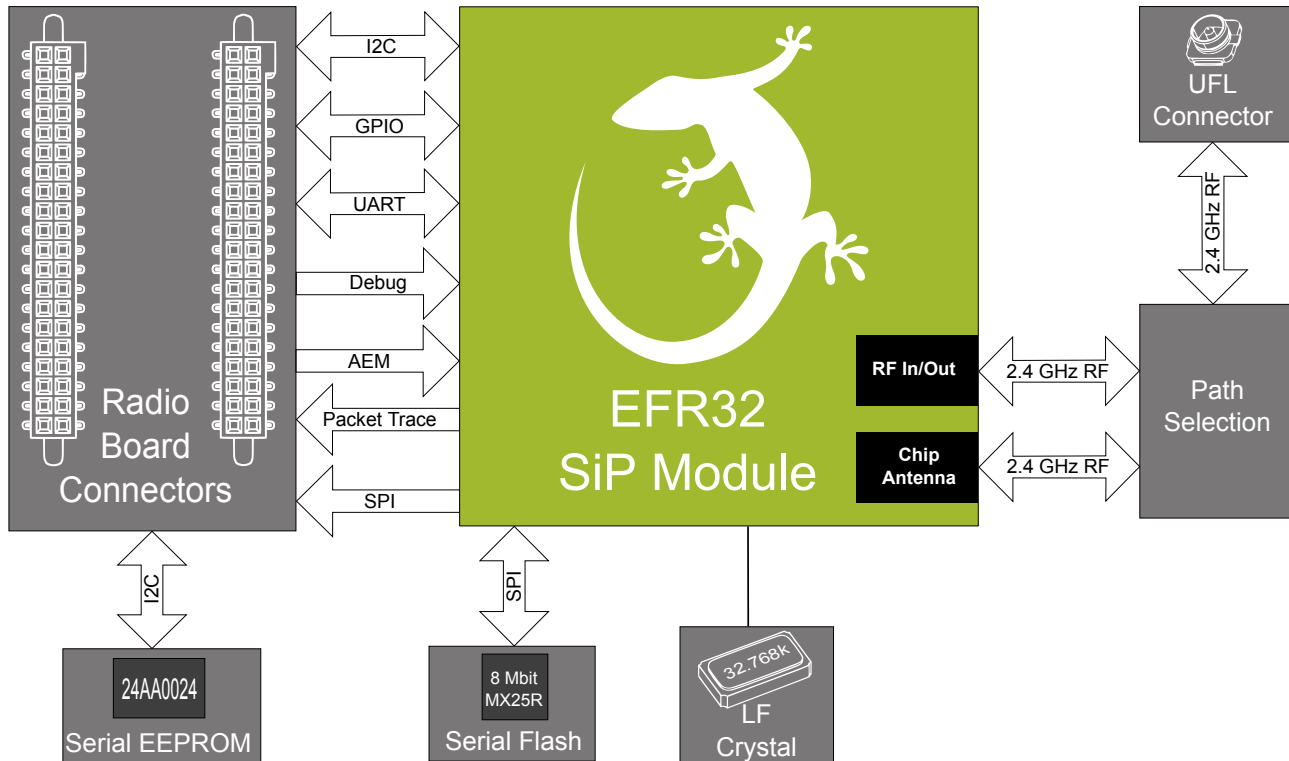 I2C
GPIO
UART
Debug
AEM
Packet Trace
SPI
Radio
Board
Connectors
EFR32
SiP Module
RF In/Out
Chip
Antenna
2.4 GHz RF
2.4 GHz RF
UFL
Connector
2.4 GHz RF
Path
Selection
I2C
24AA0024
Serial EEPROM
SPI
8 Mbit
MX25R
Serial Flash
32.768k
LF
Crystal